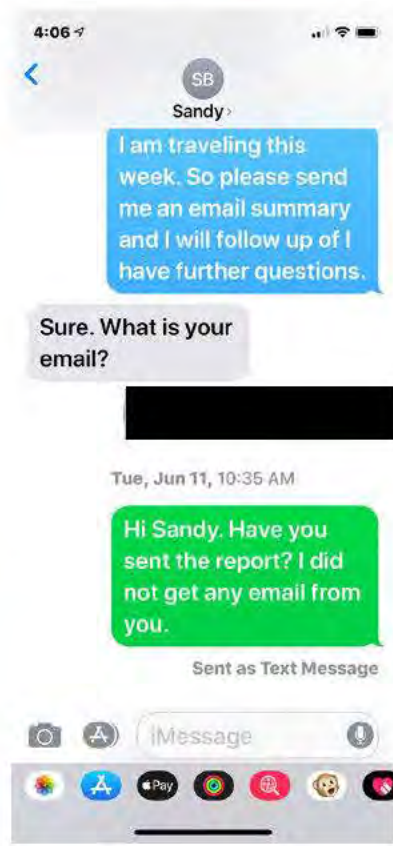 4:06
SB
Sandy
I am traveling this
week. So please send
me an email summary
and I will follow up of I
have further questions.
Sure. What is your
email?
Tue, Jun 11, 10:35 AM
Hi Sandy. Have you
sent the report? I did
not get any email from
you.
Sent as Text Message
iMessage
Pay